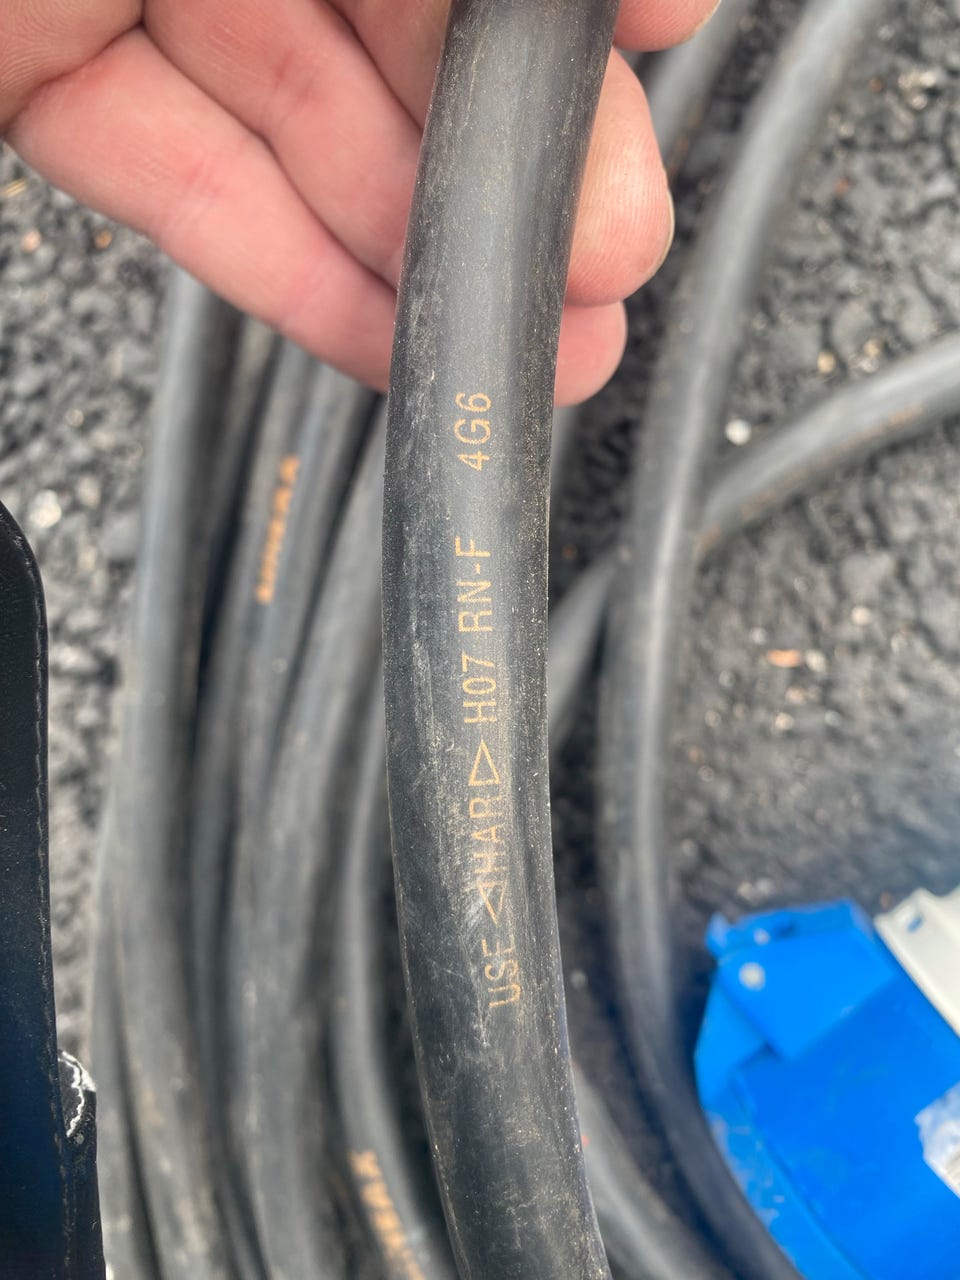 USE ◁HAR▷ H07 RN-F 4G6